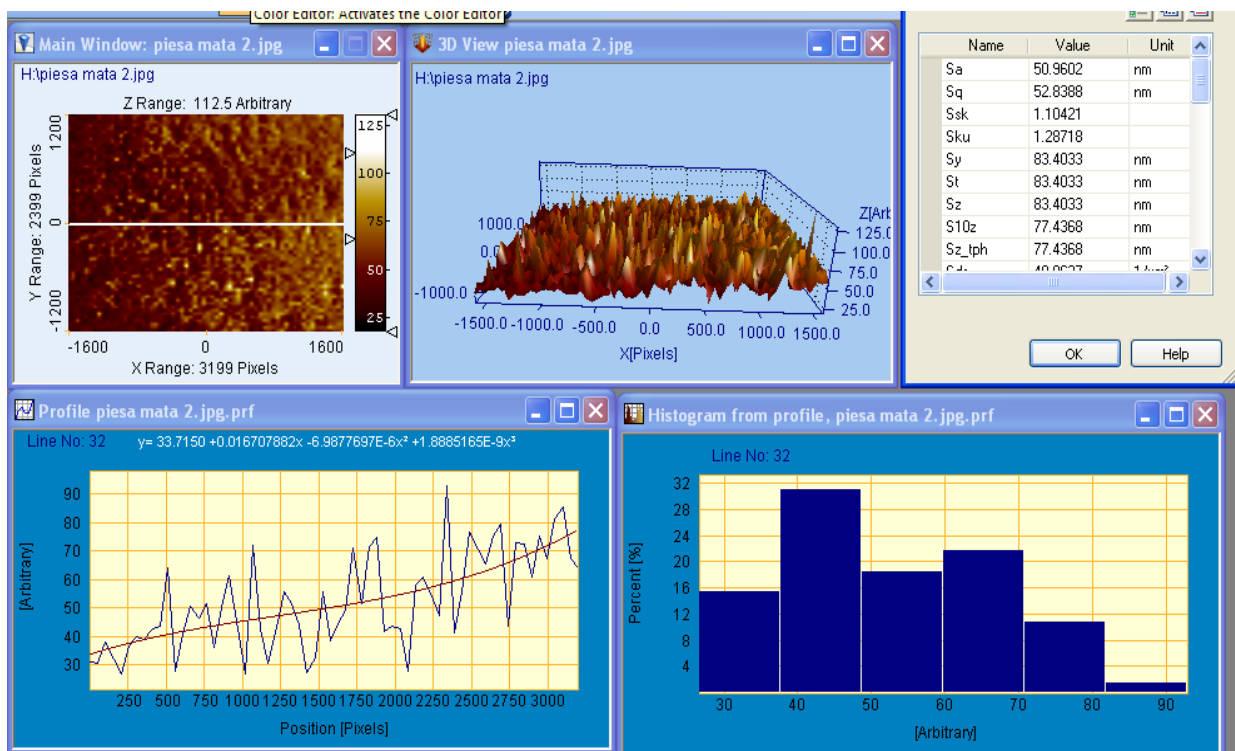 Color Editor: Activates the Color Editor
Main Window: piesa mata 2.jpg
H:\piesa mata 2.jpg
Z Range: 112.5 Arbitrary
Y Range: 2399 Pixels
1200
0
-1200
-1600 0 1600
X Range: 3199 Pixels
125
100
75
50
25
3D View piesa mata 2.jpg
H:\piesa mata 2.jpg
1000.0
0.0
-1000.0
-1500.0 -1000.0 -500.0 0.0 500.0 1000.0 1500.0
X[Pixels]
Z[Art
125.0
100.0
75.0
50.0
25.0
Name Value Unit
Sa 50.9602 nm
Sq 52.8388 nm
Ssk 1.10421
Sku 1.28718
Sy 83.4033 nm
St 83.4033 nm
Sz 83.4033 nm
S10z 77.4368 nm
Sz_tph 77.4368 nm
OK Help
Profile piesa mata 2.jpg.prf
Line No: 32 y= 33.7150 +0.016707882x -6.9877697E-6x² +1.8885165E-9x³
[Arbitrary]
90
80
70
60
50
40
30
250 500 750 1000 1250 1500 1750 2000 2250 2500 2750 3000
Position [Pixels]
Histogram from profile, piesa mata 2.jpg.prf
Line No: 32
Percent [%]
32
28
24
20
16
12
8
4
30 40 50 60 70 80 90
[Arbitrary]